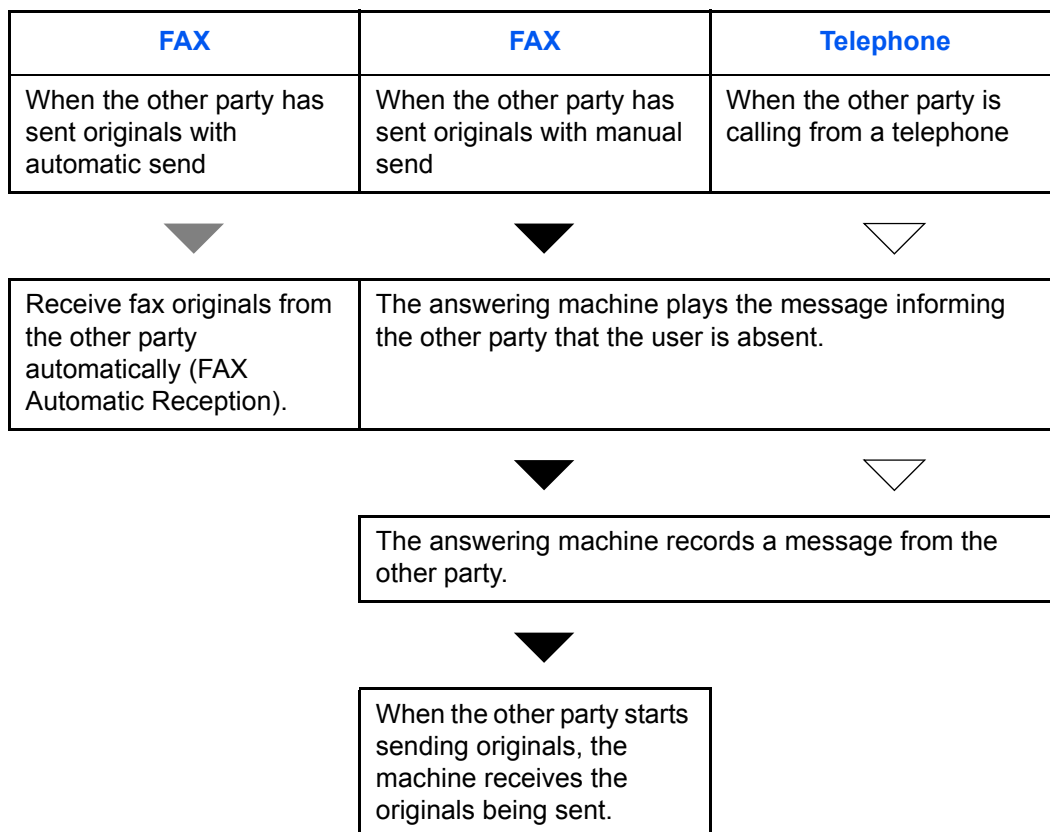 FAX
FAX
Telephone
When the other party has
sent originals with
automatic send
When the other party has
sent originals with manual
send
When the other party is
calling from a telephone
Receive fax originals from
the other party
automatically (FAX
Automatic Reception).
The answering machine plays the message informing
the other party that the user is absent.
The answering machine records a message from the
other party.
When the other party starts
sending originals, the
machine receives the
originals being sent.